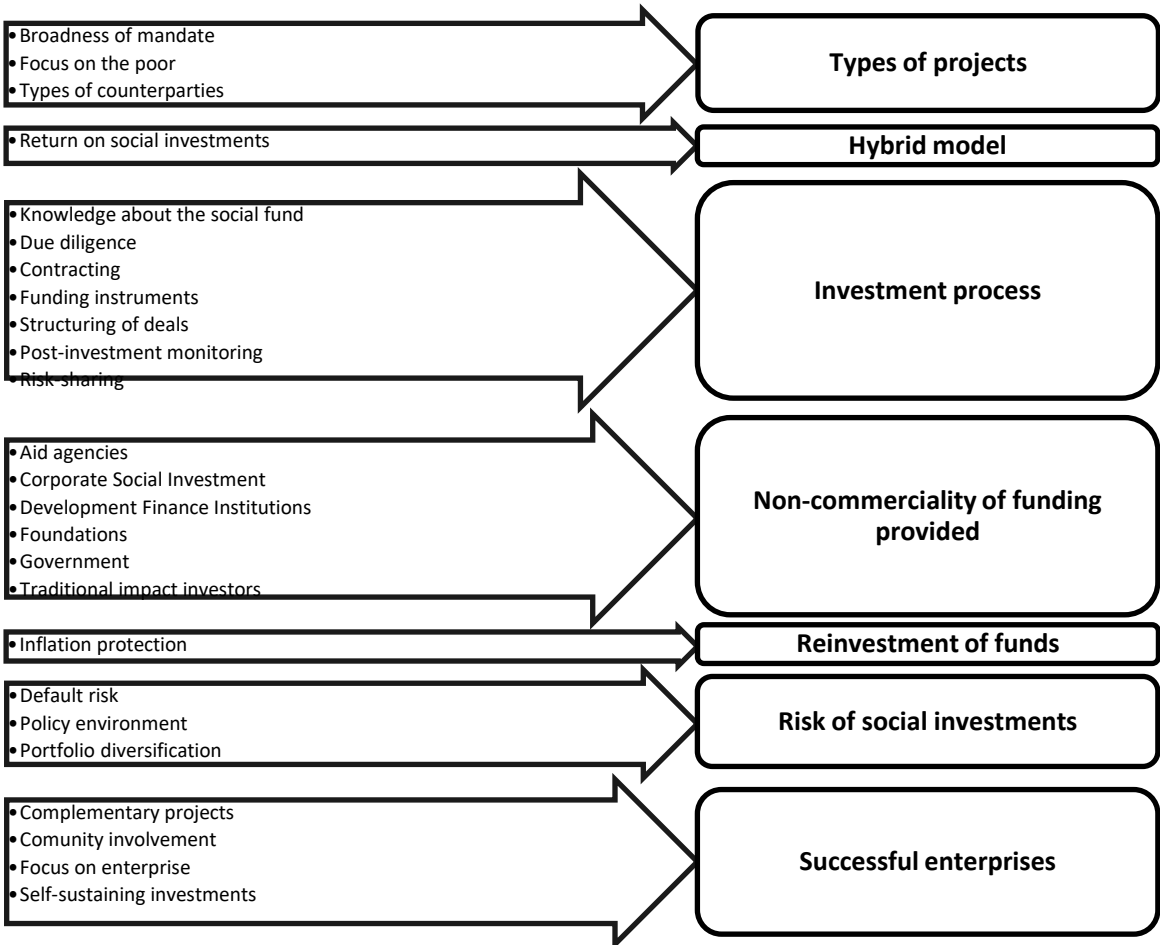 • Broadness of mandate
• Focus on the poor
• Types of counterparties
Types of projects
• Return on social investments
Hybrid model
• Knowledge about the social fund
• Due diligence
• Contracting
• Funding instruments
• Structuring of deals
• Post-investment monitoring
• Risk-sharing
Investment process
• Aid agencies
• Corporate Social Investment
• Development Finance Institutions
• Foundations
• Government
• Traditional impact investors
Non-commerciality of funding
provided
• Inflation protection
Reinvestment of funds
• Default risk
• Policy environment
• Portfolio diversification
Risk of social investments
• Complementary projects
• Comunity involvement
• Focus on enterprise
• Self-sustaining investments
Successful enterprises